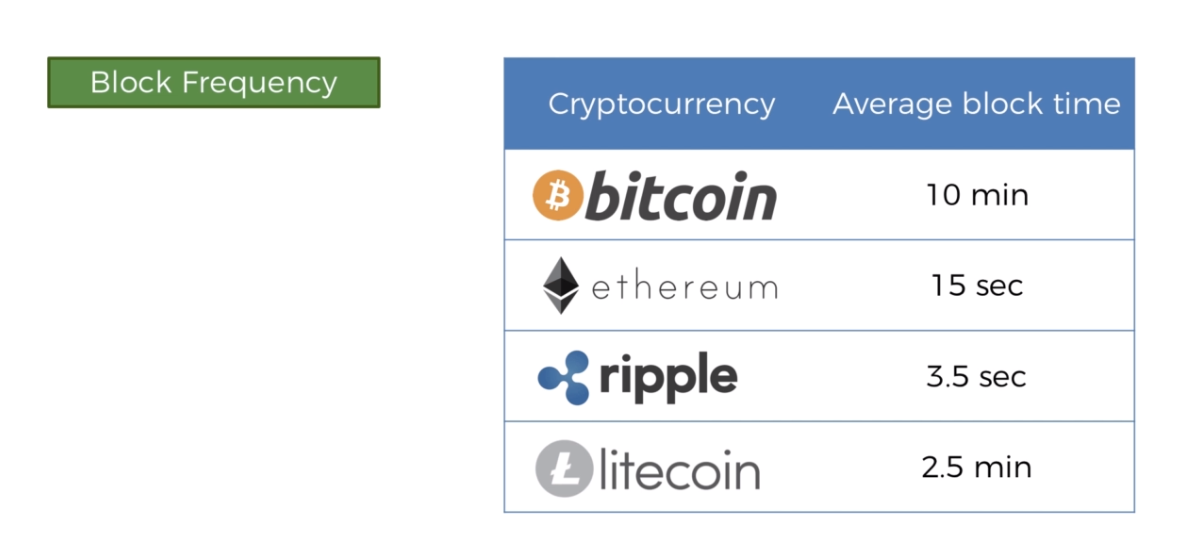 Block Frequency
Cryptocurrency Average block time
bitcoin 10 min
ethereum 15 sec
ripple 3.5 sec
litecoin 2.5 min